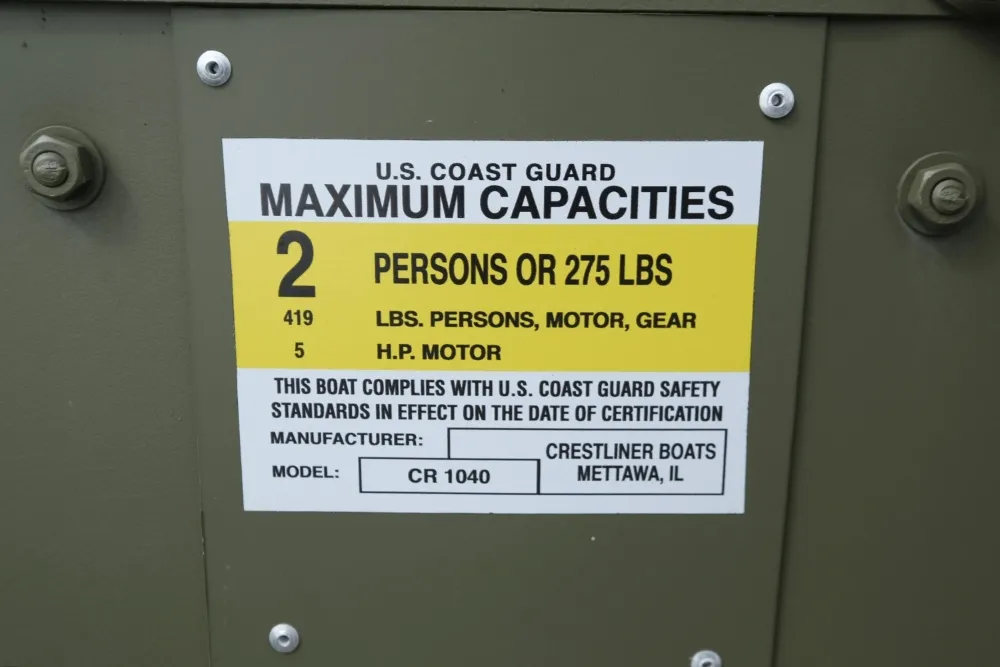 U.S. COAST GUARD
MAXIMUM CAPACITIES
2 PERSONS OR 275 LBS
419 LBS. PERSONS, MOTOR, GEAR
5 H.P. MOTOR
THIS BOAT COMPLIES WITH U.S. COAST GUARD SAFETY
STANDARDS IN EFFECT ON THE DATE OF CERTIFICATION
MANUFACTURER: CRESTLINER BOATS
METTAWA, IL
MODEL: CR 1040